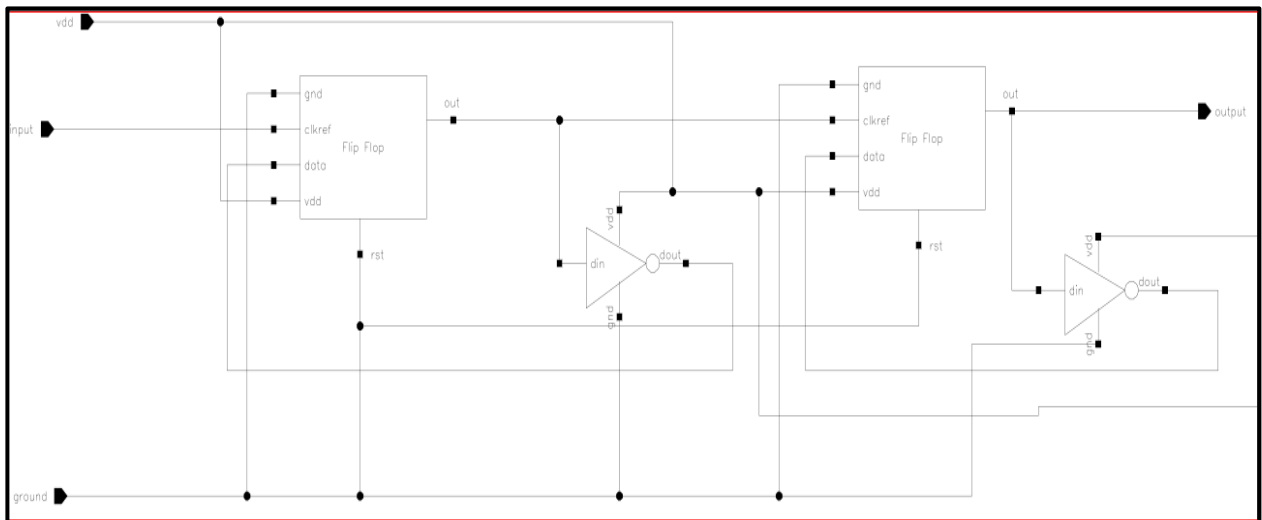 vdd
input
ground
gnd
clkref
data
vdd
Flip Flop
rst
out
vdd
din
dout
gnd
gnd
clkref
data
vdd
Flip Flop
rst
out
output
vdd
din
dout
gnd